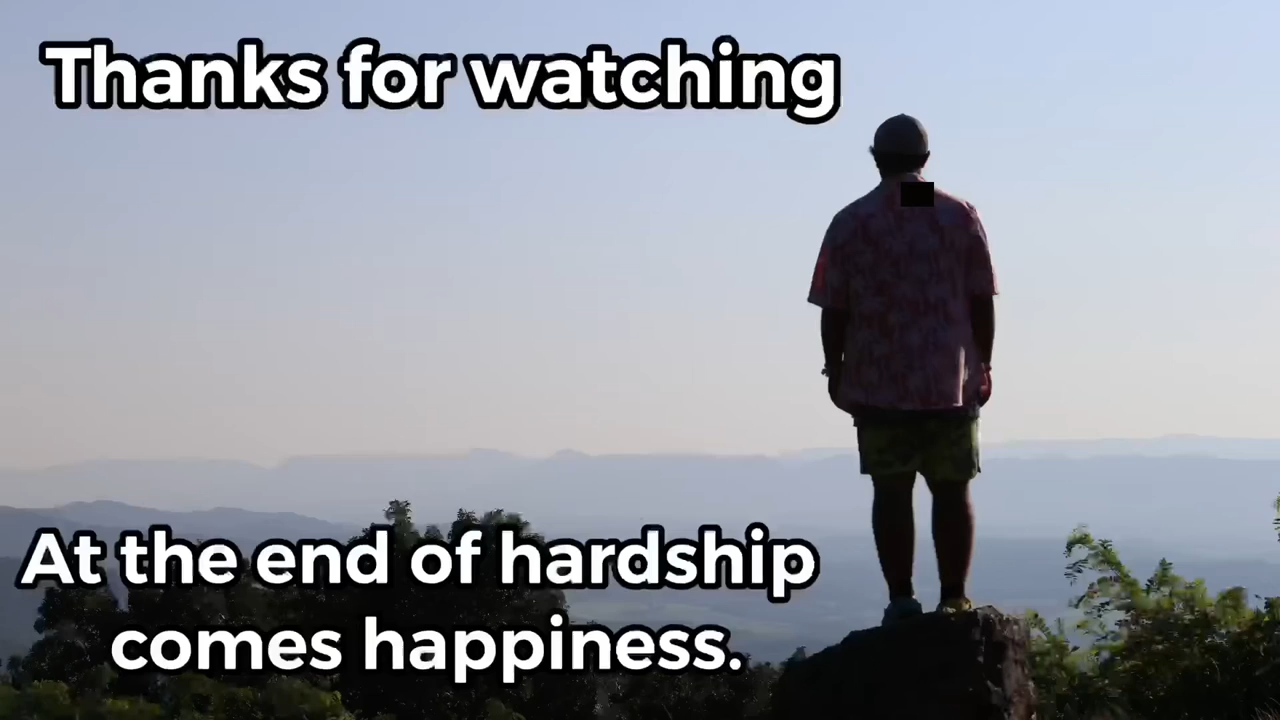 Thanks for watching
At the end of hardship
comes happiness.